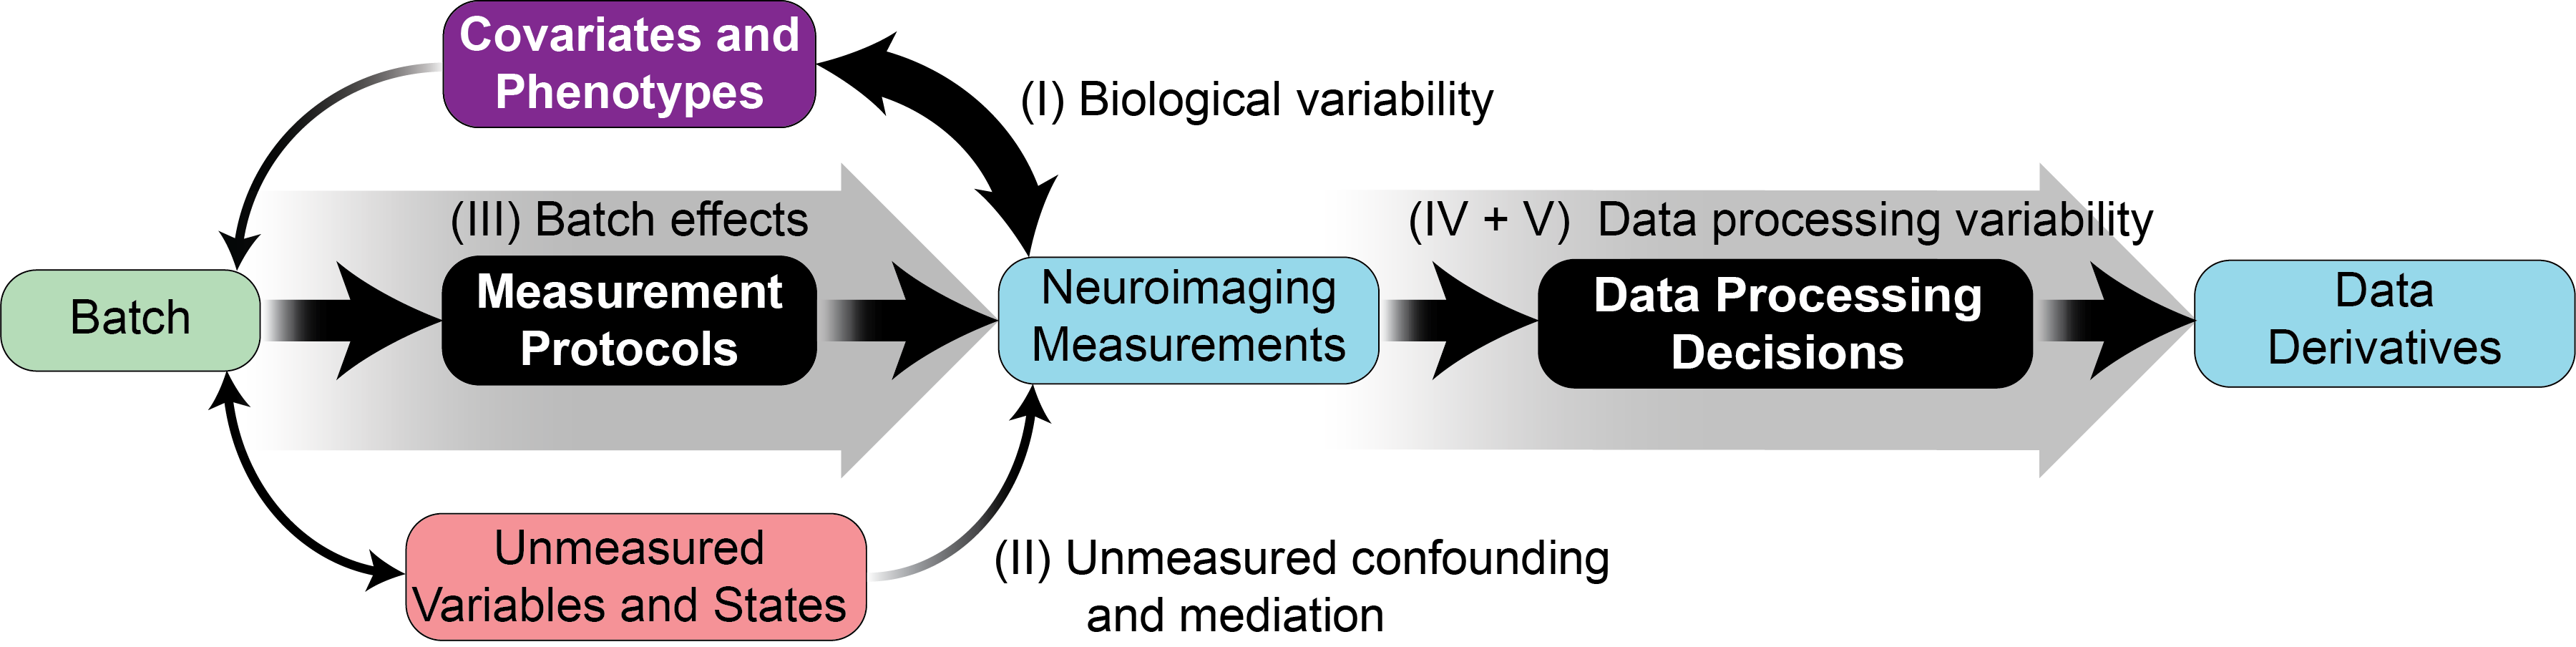 Covariates and
Phenotypes
(I) Biological variability
(III) Batch effects
(IV + V)  Data processing variability
Batch
Measurement
Protocols
Neuroimaging
Measurements
Data Processing
Decisions
Data
Derivatives
Unmeasured
Variables and States
(II) Unmeasured confounding
and mediation